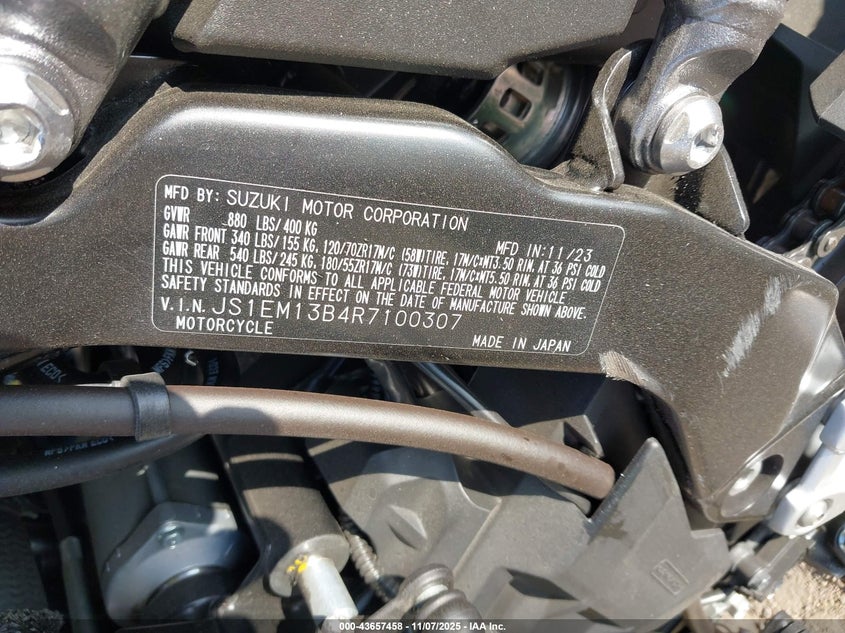 MFD BY: SUZUKI MOTOR CORPORATION
GVWR 880 LBS/400 KG MFD IN:11/23
GAWR FRONT 340 LBS/155 KG, 120/70ZR17M/C (58W)TIRE, 17M/C×MT3.50 RIM, AT 36 PSI COLD
GAWR REAR 540 LBS/245 KG, 180/55ZR17M/C (73W)TIRE, 17M/C×MT5.50 RIM, AT 36 PSI COLD
THIS VEHICLE CONFORMS TO ALL APPLICABLE FEDERAL MOTOR VEHICLE
SAFETY STANDARDS IN EFFECT ON THE DATE OF MANUFACTURE SHOWN ABOVE.
V.I.N. JS1EM13B4R7100307
MOTORCYCLE MADE IN JAPAN
000-43657458 - 11/07/2025 - IAAI - Copart